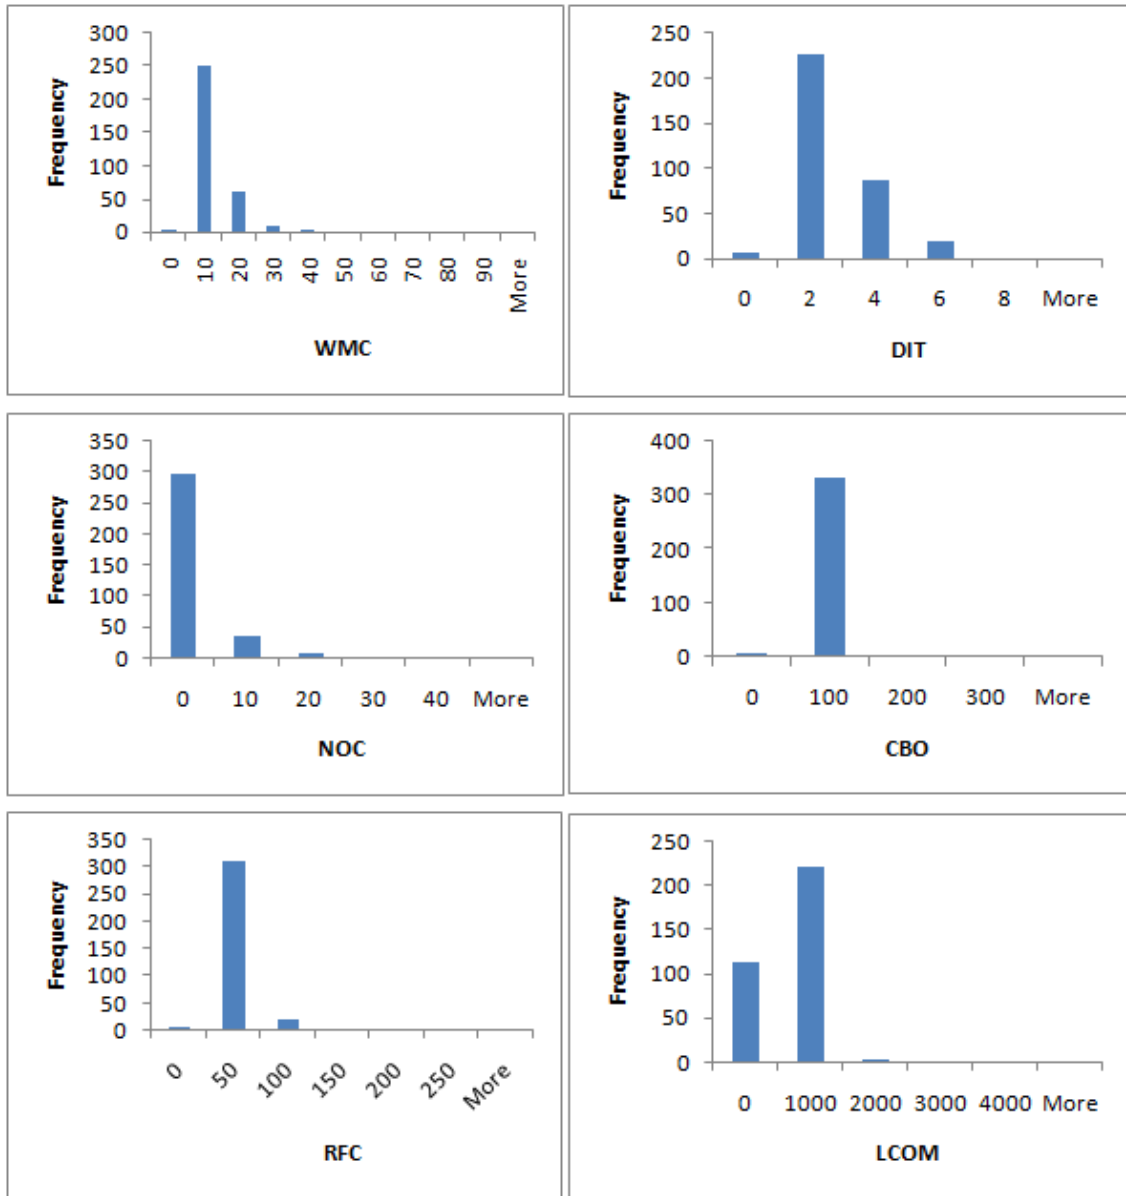 300
250
200
150
100
50
0
Frequency
0 10 20 30 40 50 60 70 80 90 More
WMC
250
200
150
100
50
0
Frequency
0 2 4 6 8 More
DIT
350
300
250
200
150
100
50
0
Frequency
0 10 20 30 40 More
NOC
400
300
200
100
0
Frequency
0 100 200 300 More
CBO
350
300
250
200
150
100
50
0
Frequency
0 50 100 150 200 250 More
RFC
250
200
150
100
50
0
Frequency
0 1000 2000 3000 4000 More
LCOM